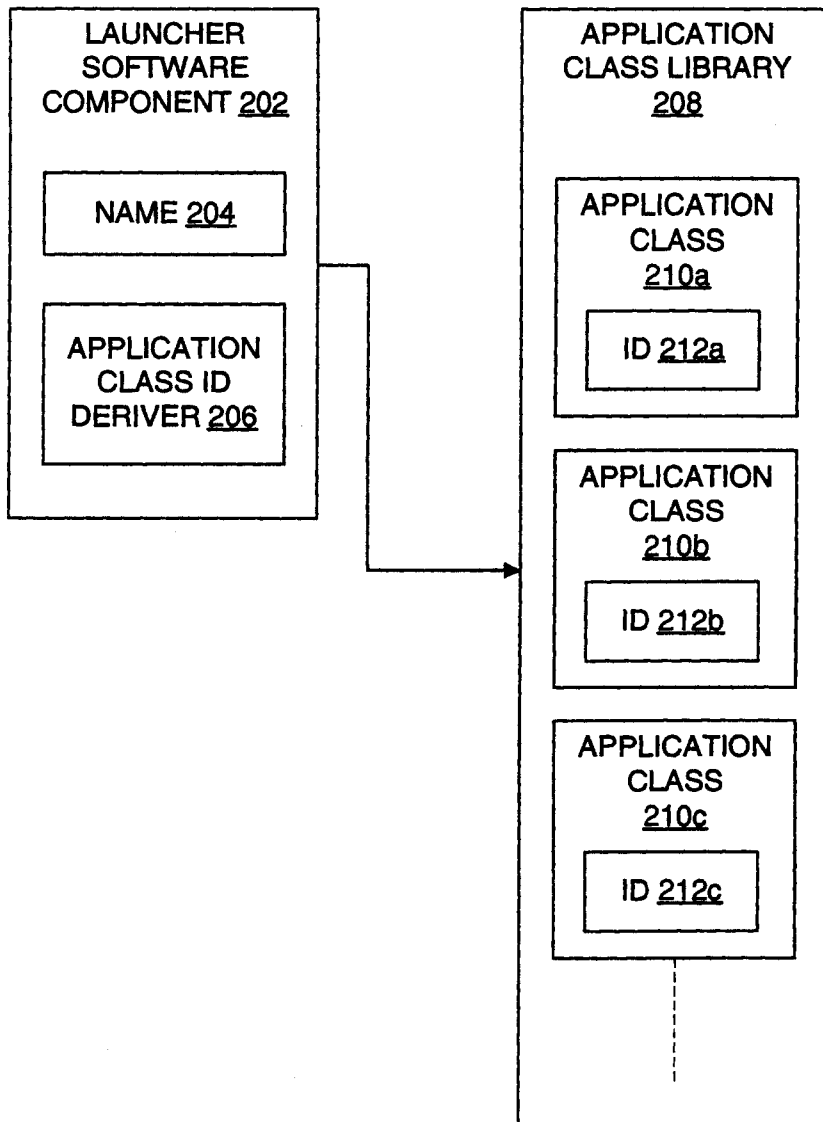 LAUNCHER
SOFTWARE
COMPONENT 202
NAME 204
APPLICATION
CLASS ID
DERIVER 206
APPLICATION
CLASS LIBRARY
208
APPLICATION
CLASS
210a
ID 212a
APPLICATION
CLASS
210b
ID 212b
APPLICATION
CLASS
210c
ID 212c